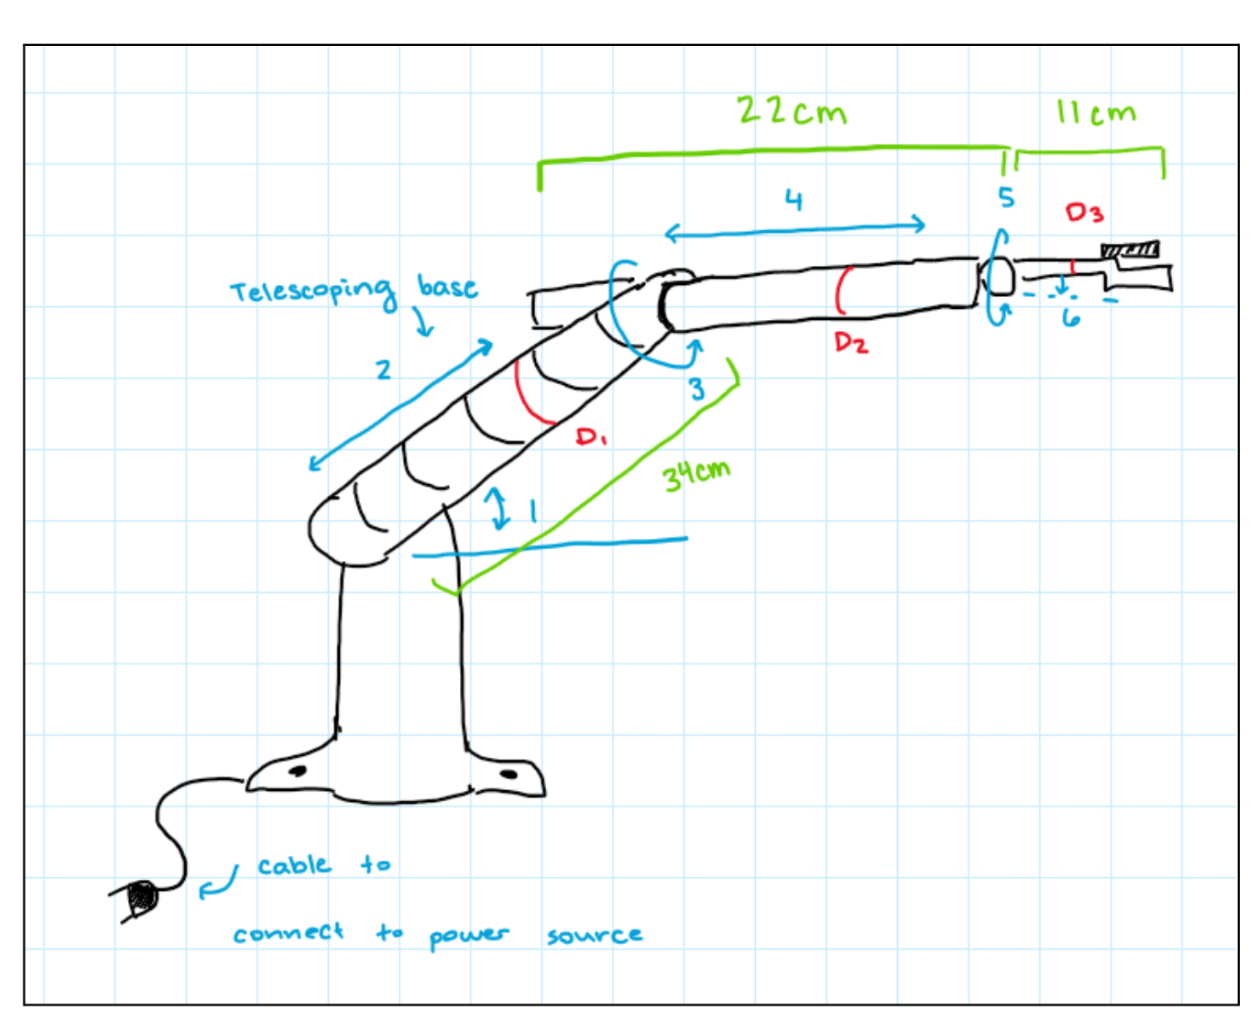 22cm
11cm
4
5
D3
Telescoping base
2
D2
6
3
D1
34cm
1
cable to
connect to power source